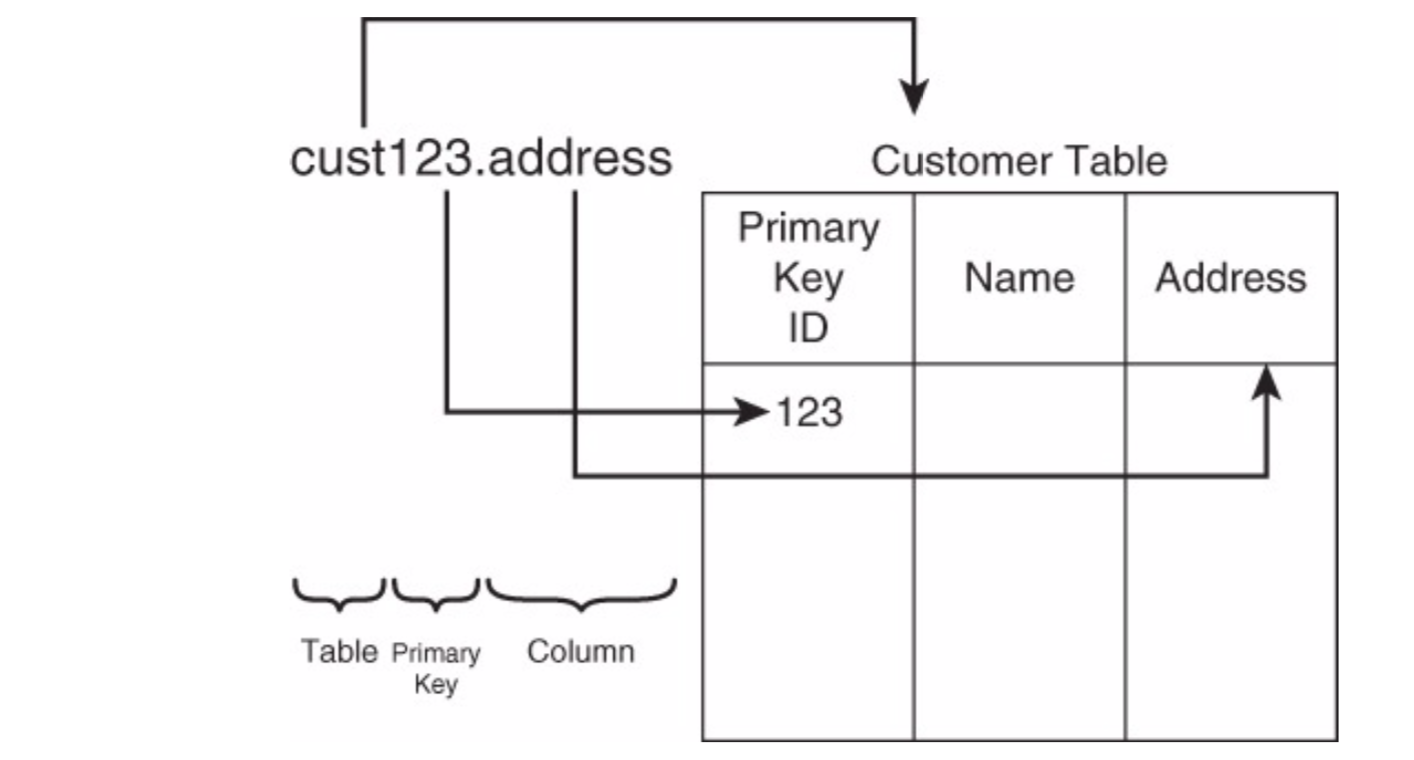 cust123.address
Customer Table
Primary
Key
ID
Name
Address
123
Table
Primary
Key
Column